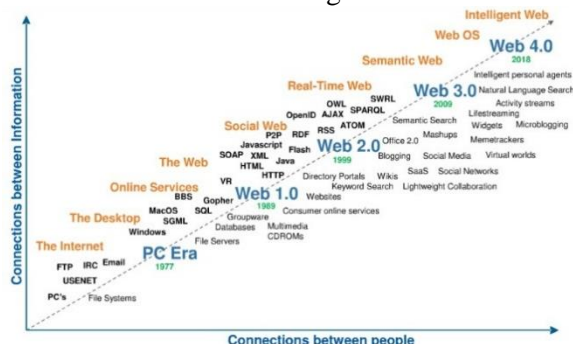 Intelligent Web
Web OS
Web 4.0
2018
Semantic Web
Intelligent personal agents
Web 3.0
Natural Language Search
2009
Activity streams
Real-Time Web
SWRL
OWL
SPARQL
Lifestreaming
OpenID
AJAX
Semantic Search
Widgets
Microblogging
ATOM
Social Web
P2P
RDF
RSS
Mashups
Memetrackers
Office 2.0
Javascript
Flash
Web 2.0
1999
SOAP
XML
Java
Blogging
Social Media
Virtual worlds
The Web
HTML
HTTP
Directory Portals
Wikis
SaaS
Social Networks
VR
Keyword Search
Lightweight Collaboration
Online Services
BBS
Gopher
Web 1.0
1989
Websites
MacOS
SQL
Consumer online services
The Desktop
SGML
Groupware
Windows
Databases
Multimedia
CDROMs
The Internet
PC Era
1977
File Servers
FTP
IRC
Email
USENET
PC's
File Systems
Connections between Information
Connections between people